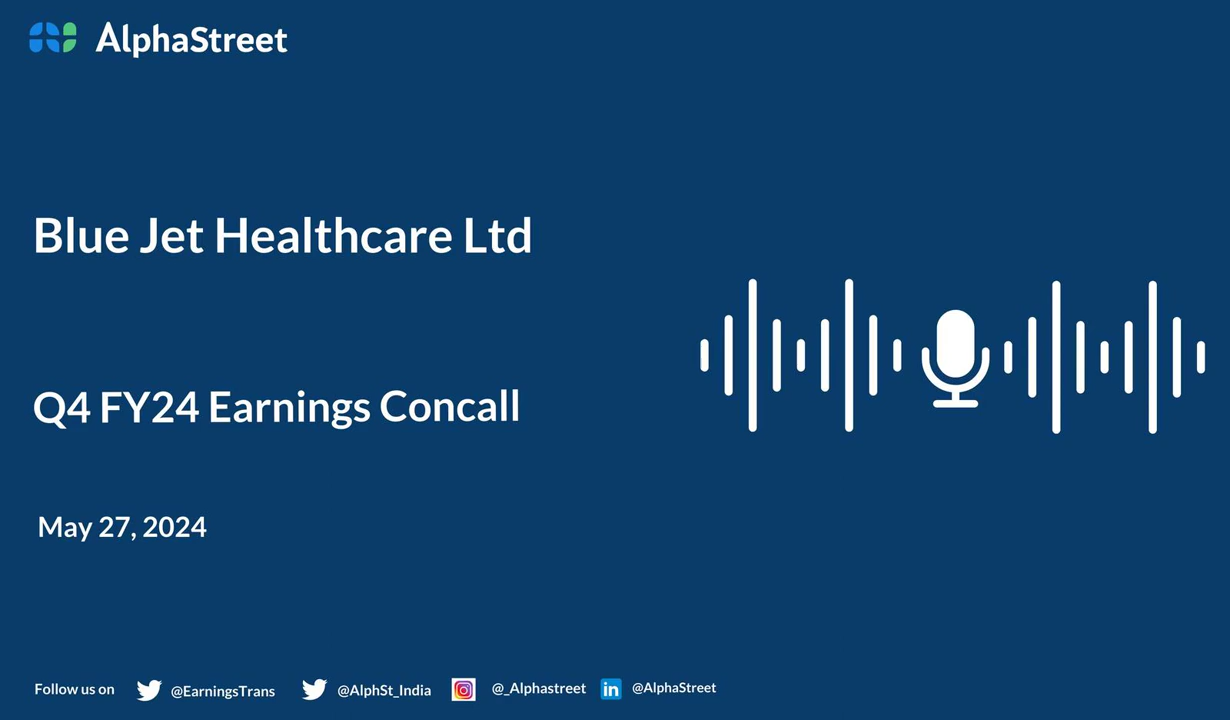 AlphaStreet
Blue Jet Healthcare Ltd
Q4 FY24 Earnings Concall
May 27, 2024
Follow us on @EarningsTrans @AlphSt_India @_Alphastreet in @AlphaStreet